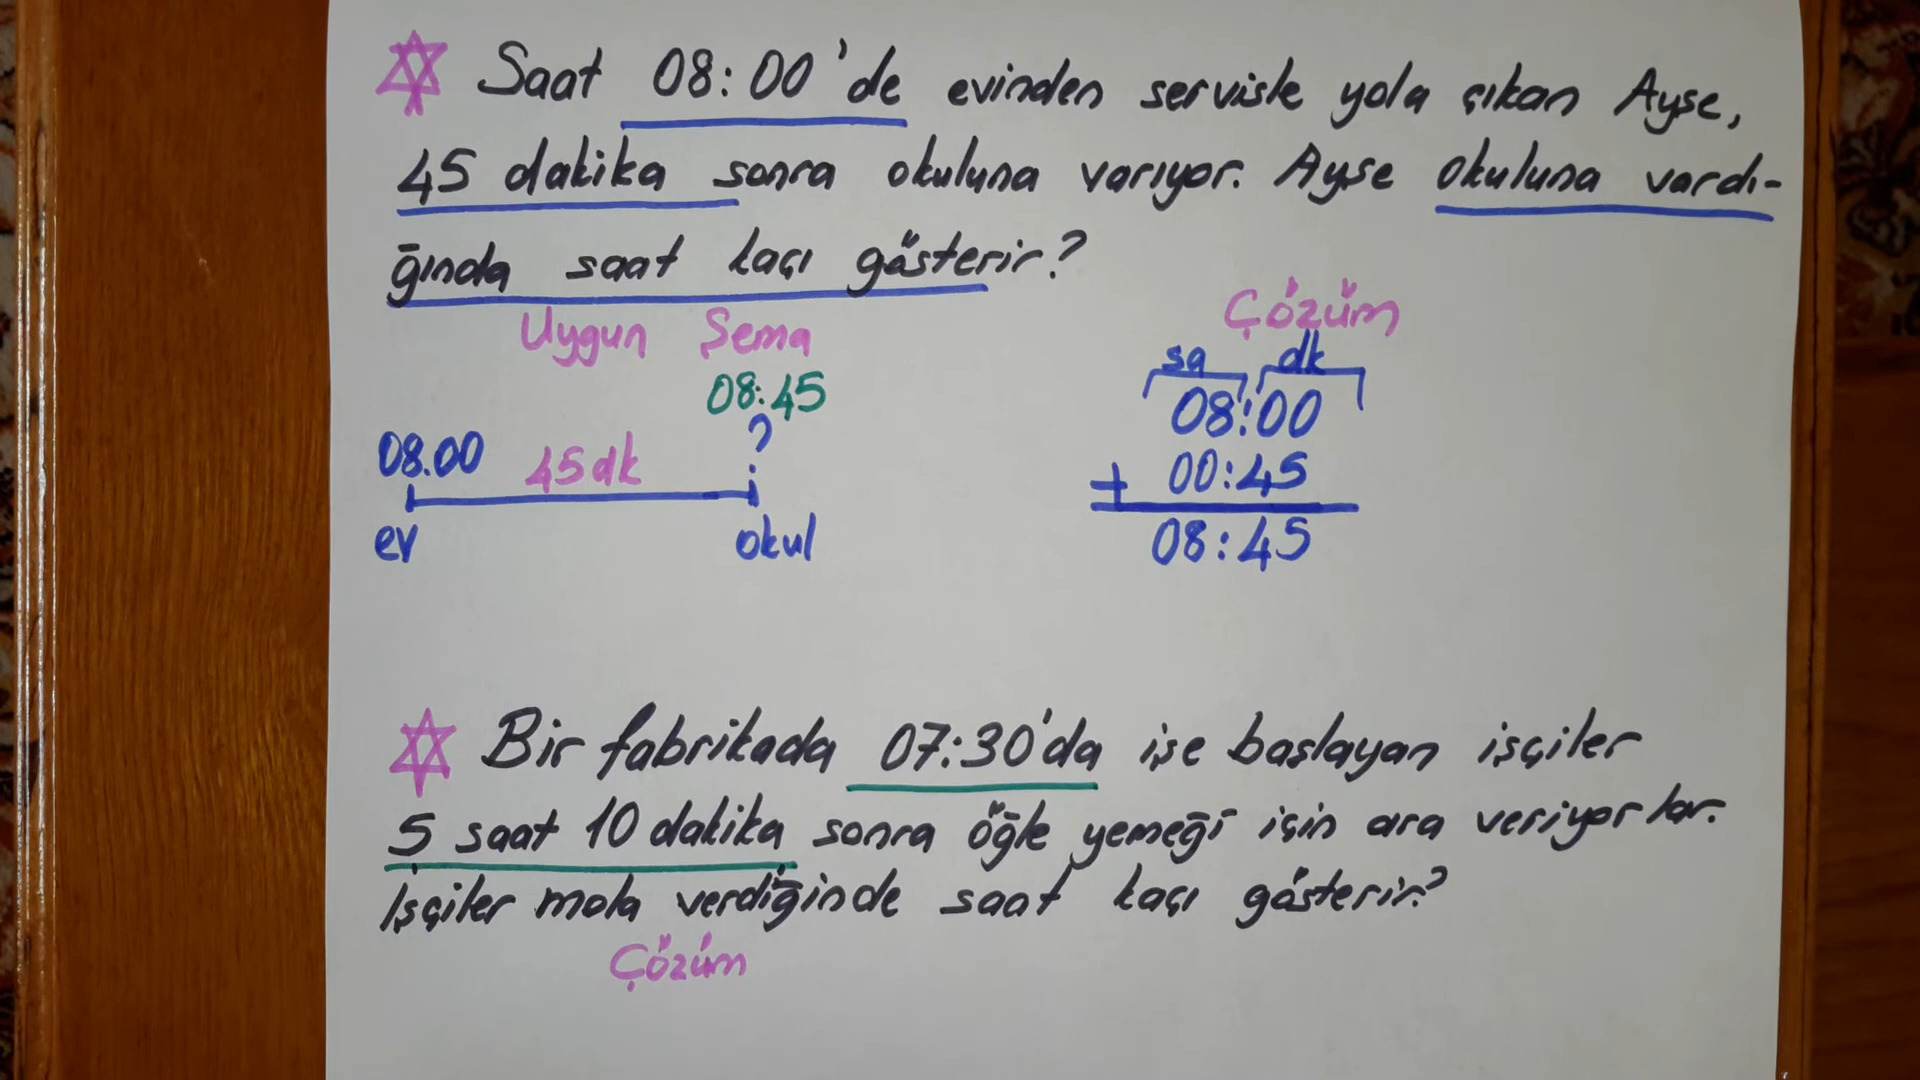 Saat 08:00'de evinden servisle yola çıkan Ayşe,
45 dakika sonra okuluna varıyor. Ayşe okuluna vardı-
ğında saat kaçı gösterir?
Uygun Şema
08:45
?
08.00 45dk
ev okul
Çözüm
sa dk
08:00
+ 00:45
08:45
Bir fabrikada 07:30'da işe başlayan işçiler
5 saat 10 dakika sonra öğle yemeği için ara veriyorlar.
İşçiler mola verdiğinde saat kaçı gösterir?
Çözüm